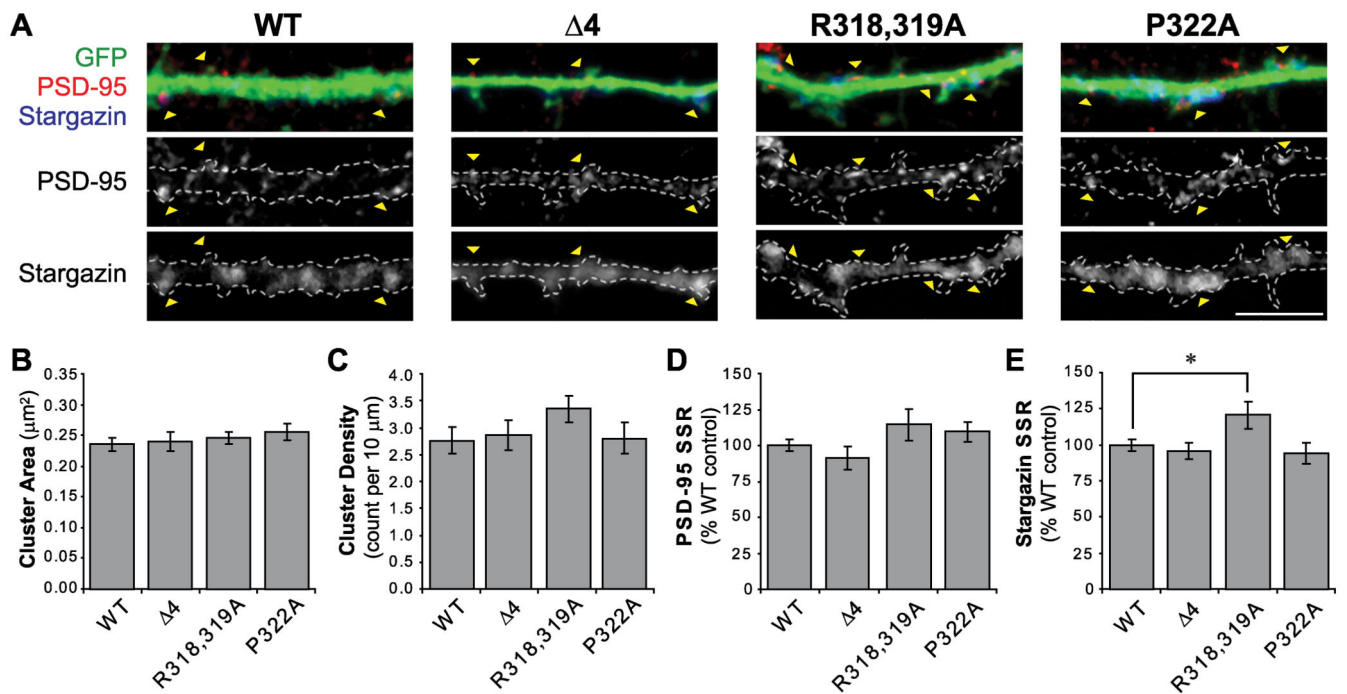 A
WT
Δ4
R318,319A
P322A
GFP
PSD-95
Stargazin
PSD-95
Stargazin
B
Cluster Area (μm²)
0.35
0.30
0.25
0.20
0.15
0.10
0.05
0.00
WT
Δ4
R318,319A
P322A
C
Cluster Density
(count per 10 μm)
4.0
3.5
3.0
2.5
2.0
1.5
1.0
0.5
0.0
WT
Δ4
R318,319A
P322A
D
PSD-95 SSR
(% WT control)
150
125
100
75
50
25
0
WT
Δ4
R318,319A
P322A
E
Stargazin SSR
(% WT control)
150
125
100
75
50
25
0
*
WT
Δ4
R318,319A
P322A